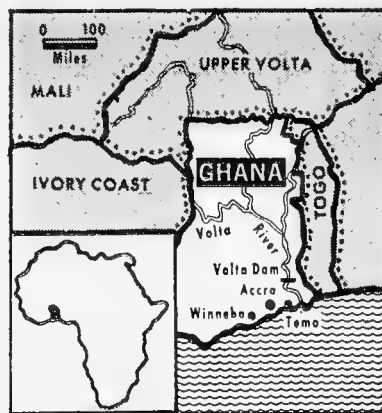 0 100
Miles
UPPER VOLTA
MALI
GHANA
IVORY COAST
TOGO
Volta
River
Volta Dam
Accra
Winneba
Tema